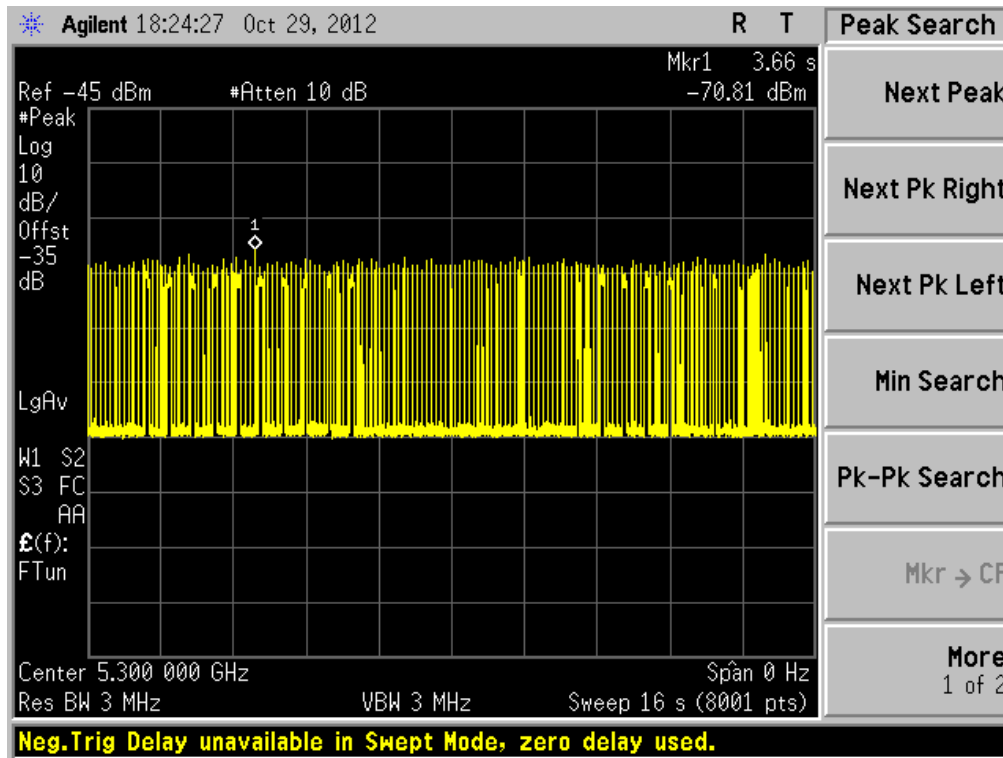 Agilent 18:24:27 Oct 29, 2012 R T Peak Search
Mkr1 3.66 s
Ref -45 dBm #Atten 10 dB -70.81 dBm
#Peak
Log
10
dB/
Offst
-35
dB
1
LgAv
W1 S2
S3 FC
AA
£(f):
FTun
Center 5.300 000 GHz Spân 0 Hz
Res BW 3 MHz VBW 3 MHz Sweep 16 s (8001 pts)
Neg.Trig Delay unavailable in Swept Mode, zero delay used.
Next Peak
Next Pk Right
Next Pk Left
Min Search
Pk-Pk Search
Mkr → CF
More
1 of 2